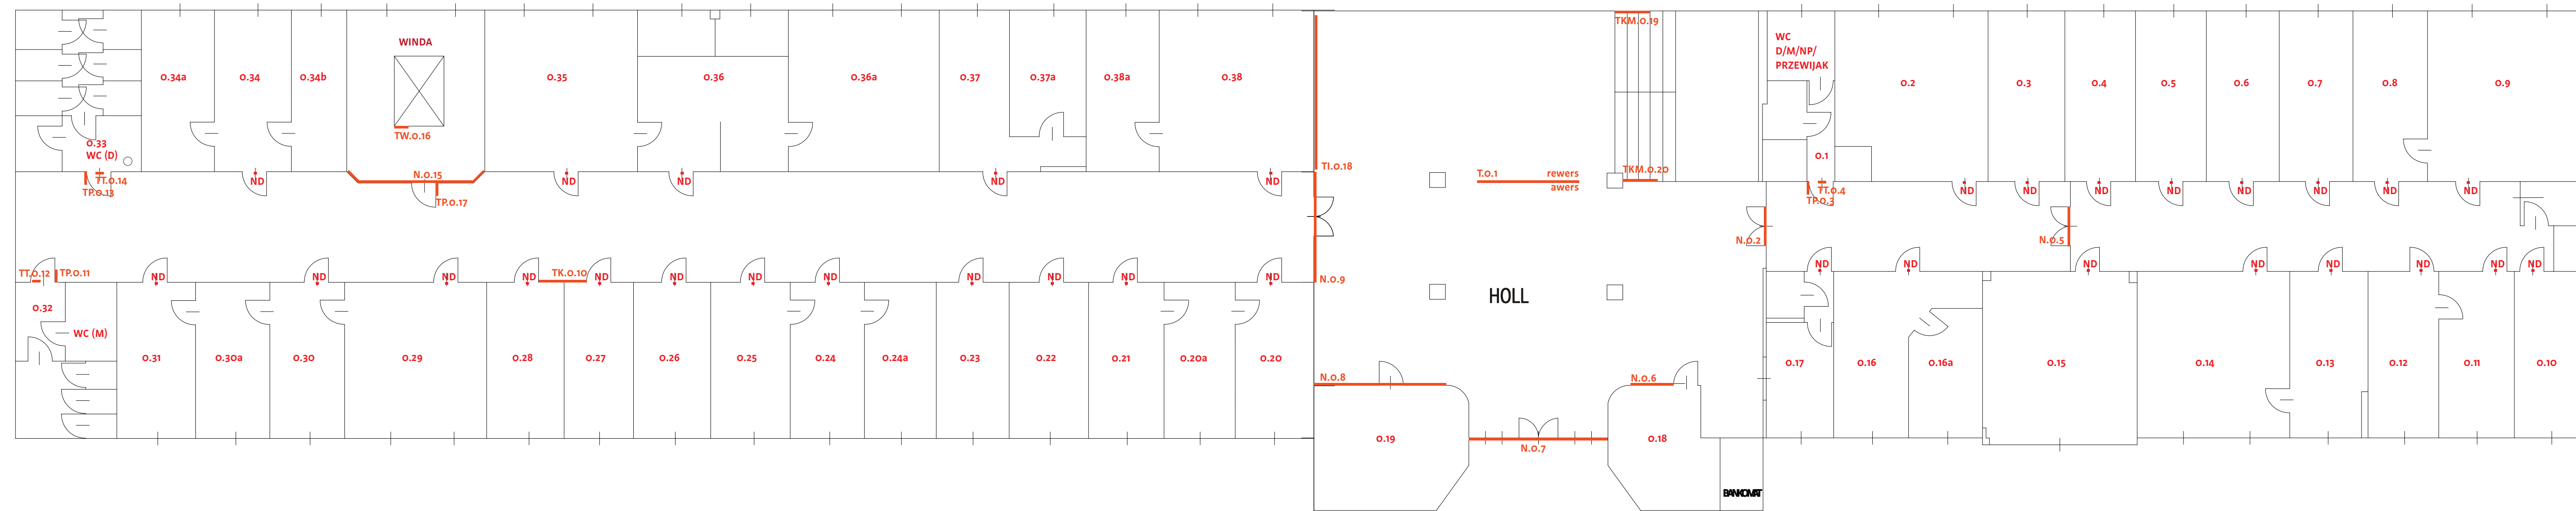 TKM.0.19
WINDA
WC
D/M/NP/
PRZEWIJAK
0.34a
0.34
0.34b
0.35
0.36
0.36a
0.37
0.37a
0.38a
0.38
0.2
0.3
0.4
0.5
0.6
0.7
0.8
0.9
TW.0.16
0.33
WC (D)
0.1
TI.0.18
TKM.0.20
T.0.1
rewers
awers
N.0.15
TT.0.14
TP.0.13
TP.0.17
ND
ND
ND
ND
ND
TT.0.4
TP.0.3
ND
ND
ND
ND
ND
ND
ND
ND
N.0.2
N.0.5
TT.0.12
TP.0.11
ND
ND
ND
ND
TK.0.10
ND
ND
ND
ND
ND
ND
ND
ND
N.0.9
ND
ND
ND
ND
ND
ND
ND
ND
HOLL
0.32
WC (M)
0.31
0.30a
0.30
0.29
0.28
0.27
0.26
0.25
0.24
0.24a
0.23
0.22
0.21
0.20a
0.20
0.17
0.16
0.16a
0.15
0.14
0.13
0.12
0.11
0.10
N.0.8
N.0.6
0.19
0.18
N.0.7
BANKOMAT